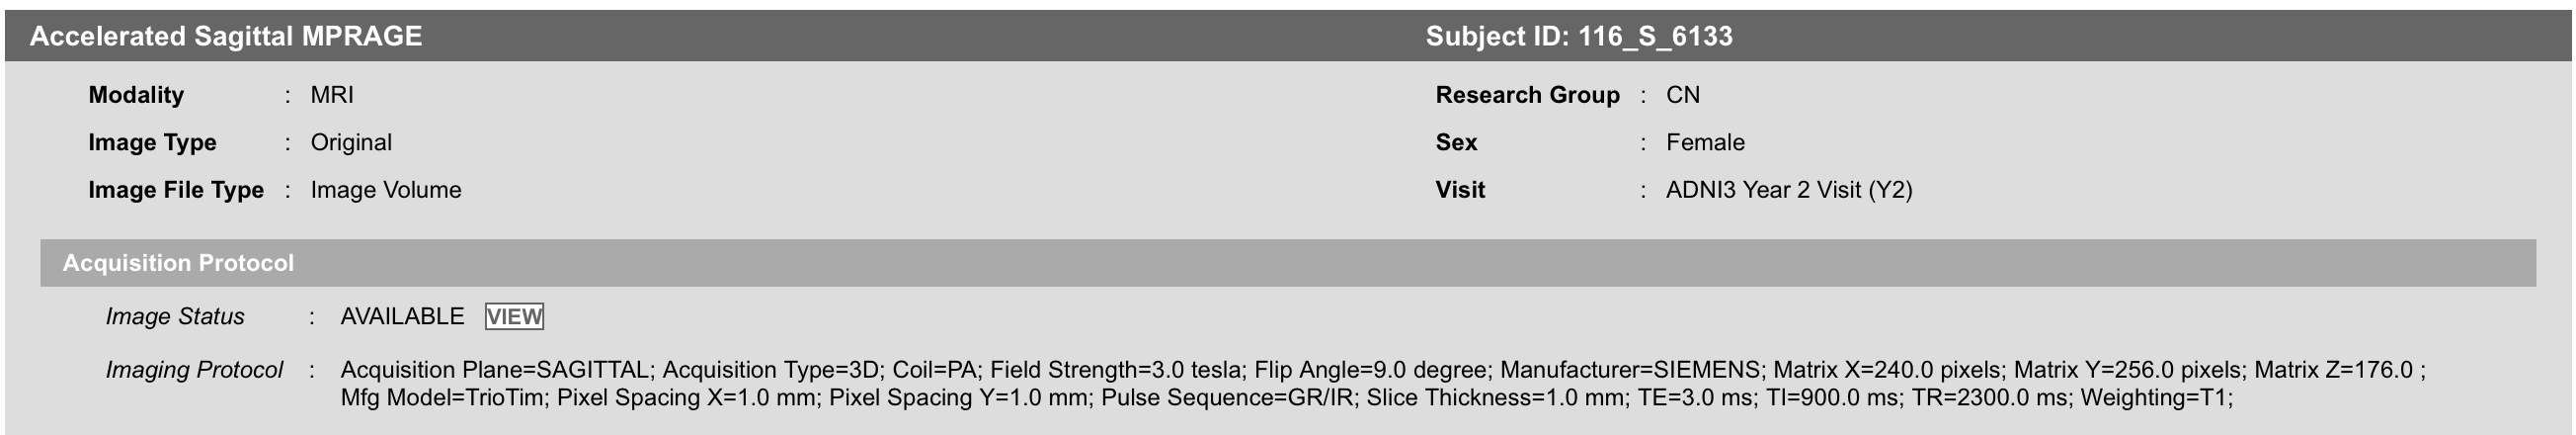 Accelerated Sagittal MPRAGE Subject ID: 116_S_6133
Modality : MRI Research Group : CN
Image Type : Original Sex : Female
Image File Type : Image Volume Visit : ADNI3 Year 2 Visit (Y2)
Acquisition Protocol
Image Status : AVAILABLE VIEW
Imaging Protocol : Acquisition Plane=SAGITTAL; Acquisition Type=3D; Coil=PA; Field Strength=3.0 tesla; Flip Angle=9.0 degree; Manufacturer=SIEMENS; Matrix X=240.0 pixels; Matrix Y=256.0 pixels; Matrix Z=176.0 ;
Mfg Model=TrioTim; Pixel Spacing X=1.0 mm; Pixel Spacing Y=1.0 mm; Pulse Sequence=GR/IR; Slice Thickness=1.0 mm; TE=3.0 ms; TI=900.0 ms; TR=2300.0 ms; Weighting=T1;